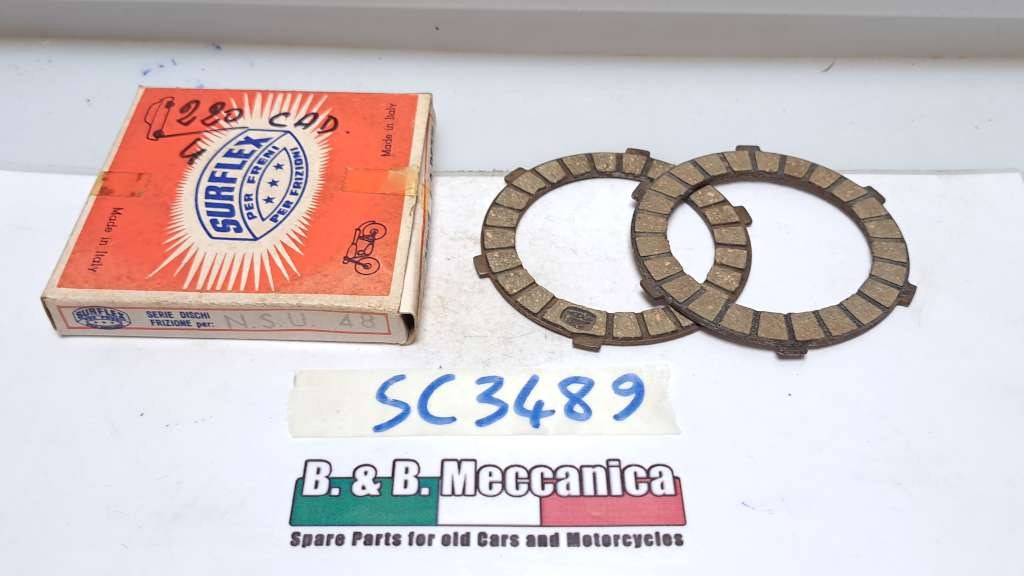 220 CAD
SURFLEX
PER FRENI
PER FRIZIONI
Made in Italy
Made in Italy
SURFLEX
SERIE DISCHI
FRIZIONE per: N.S.U 48
SC3489
B. & B. Meccanica
Spare Parts for old Cars and Motorcycles